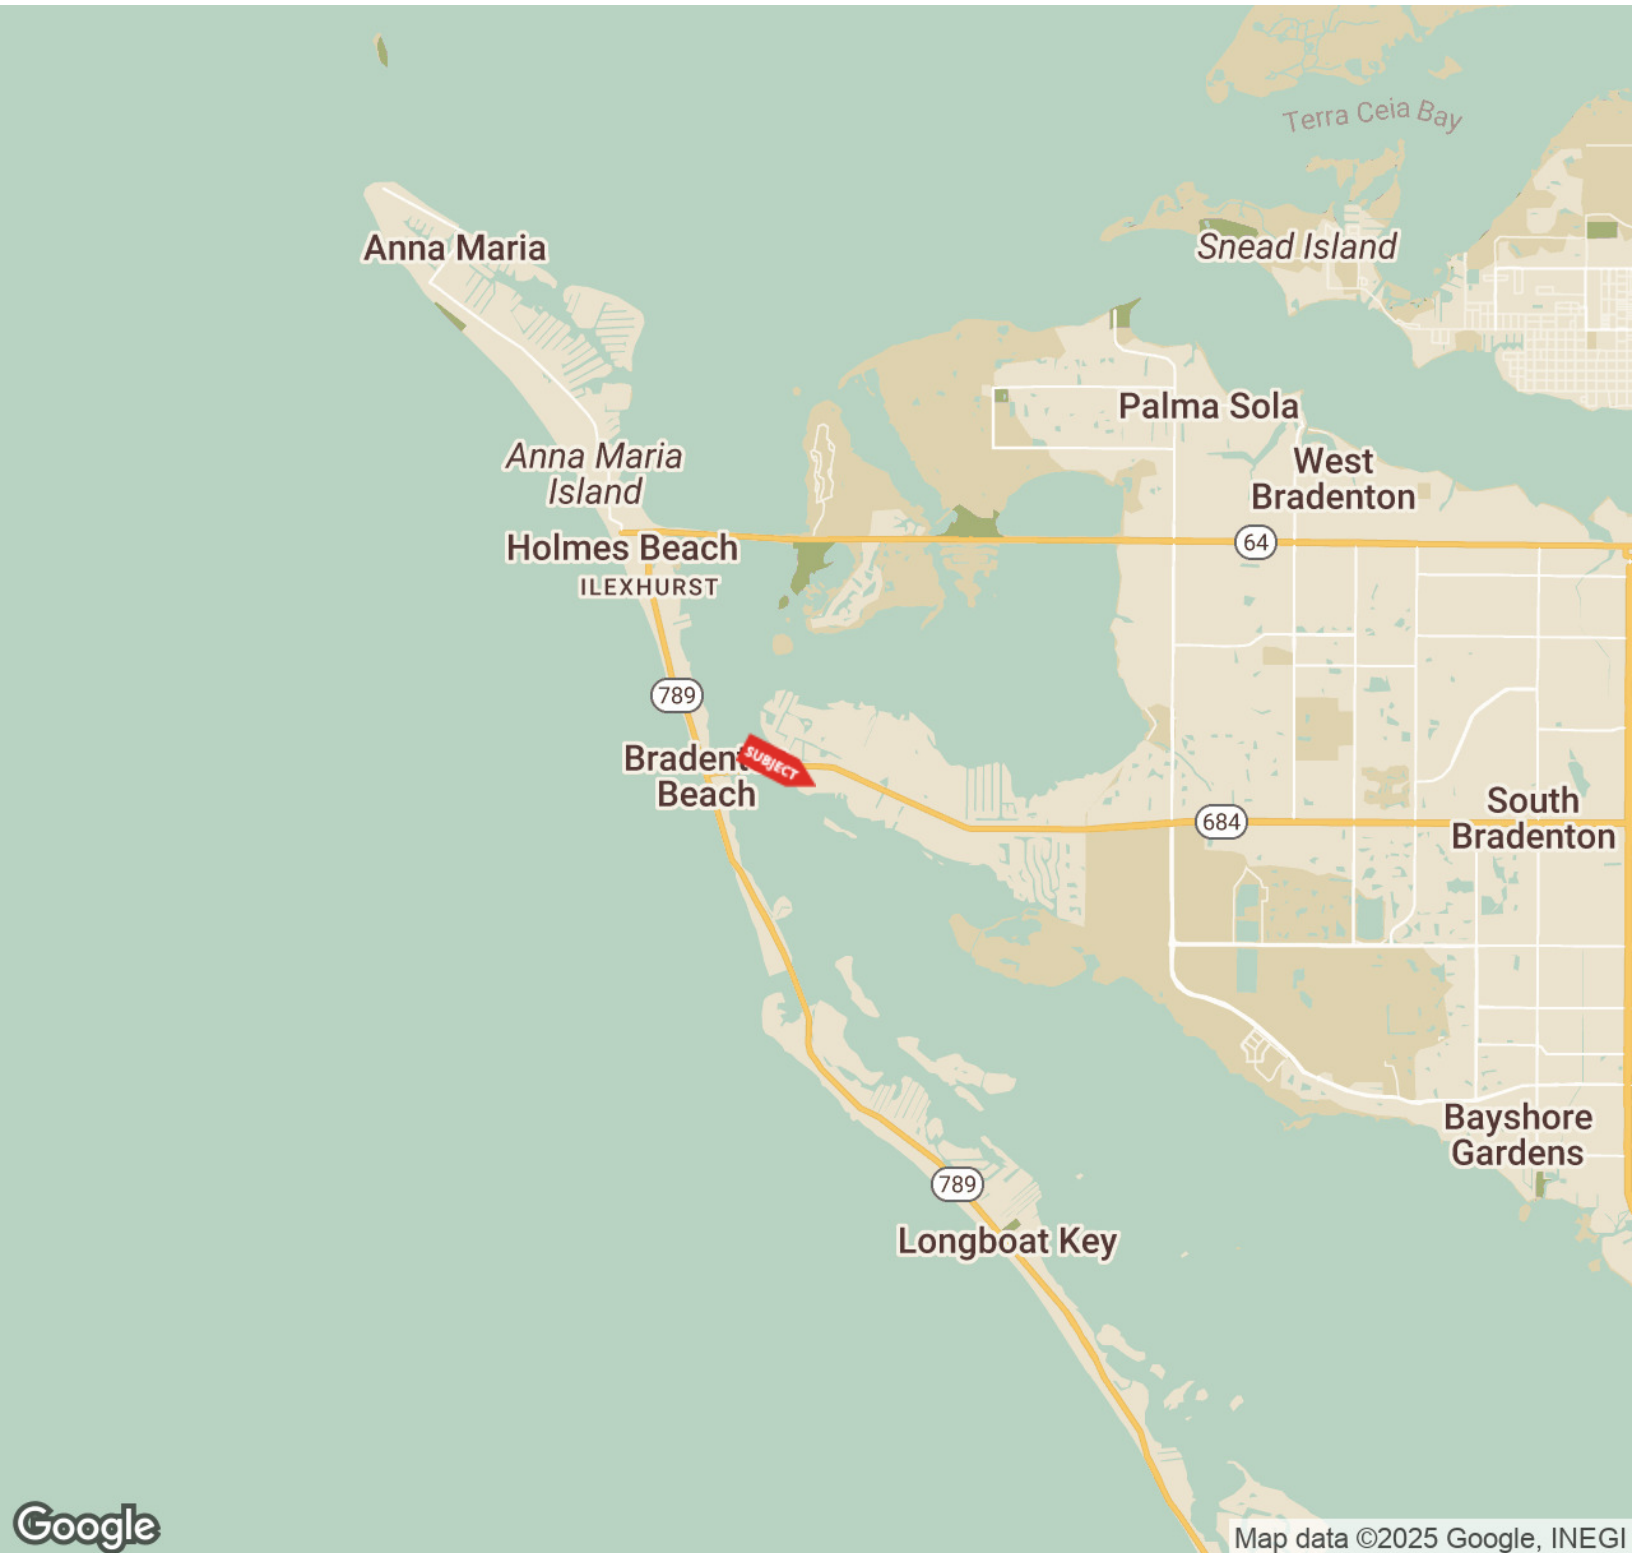 Terra Ceia Bay
Anna Maria
Snead Island
Palma Sola
Anna Maria
Island
West
Bradenton
64
Holmes Beach
ILEXHURST
789
Bradent
SUBJECT
Beach
684
South
Bradenton
Bayshore
Gardens
789
Longboat Key
Google
Map data ©2025 Google, INEGI